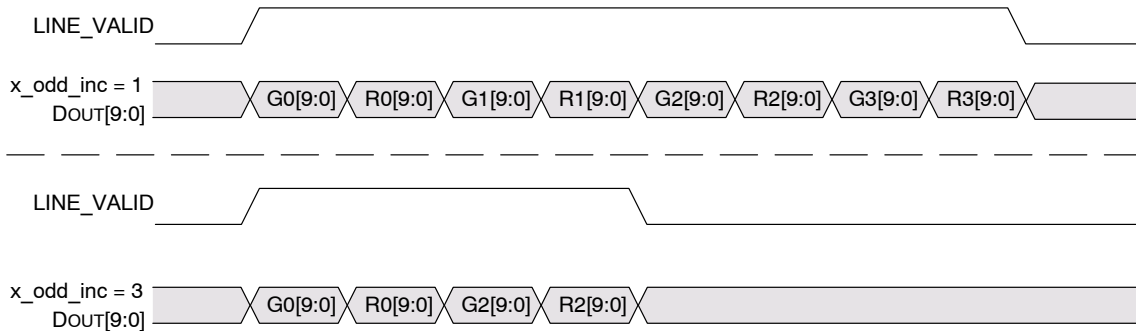 LINE_VALID
x_odd_inc = 1
DOUT[9:0]
G0[9:0] R0[9:0] G1[9:0] R1[9:0] G2[9:0] R2[9:0] G3[9:0] R3[9:0]
LINE_VALID
x_odd_inc = 3
DOUT[9:0]
G0[9:0] R0[9:0] G2[9:0] R2[9:0]